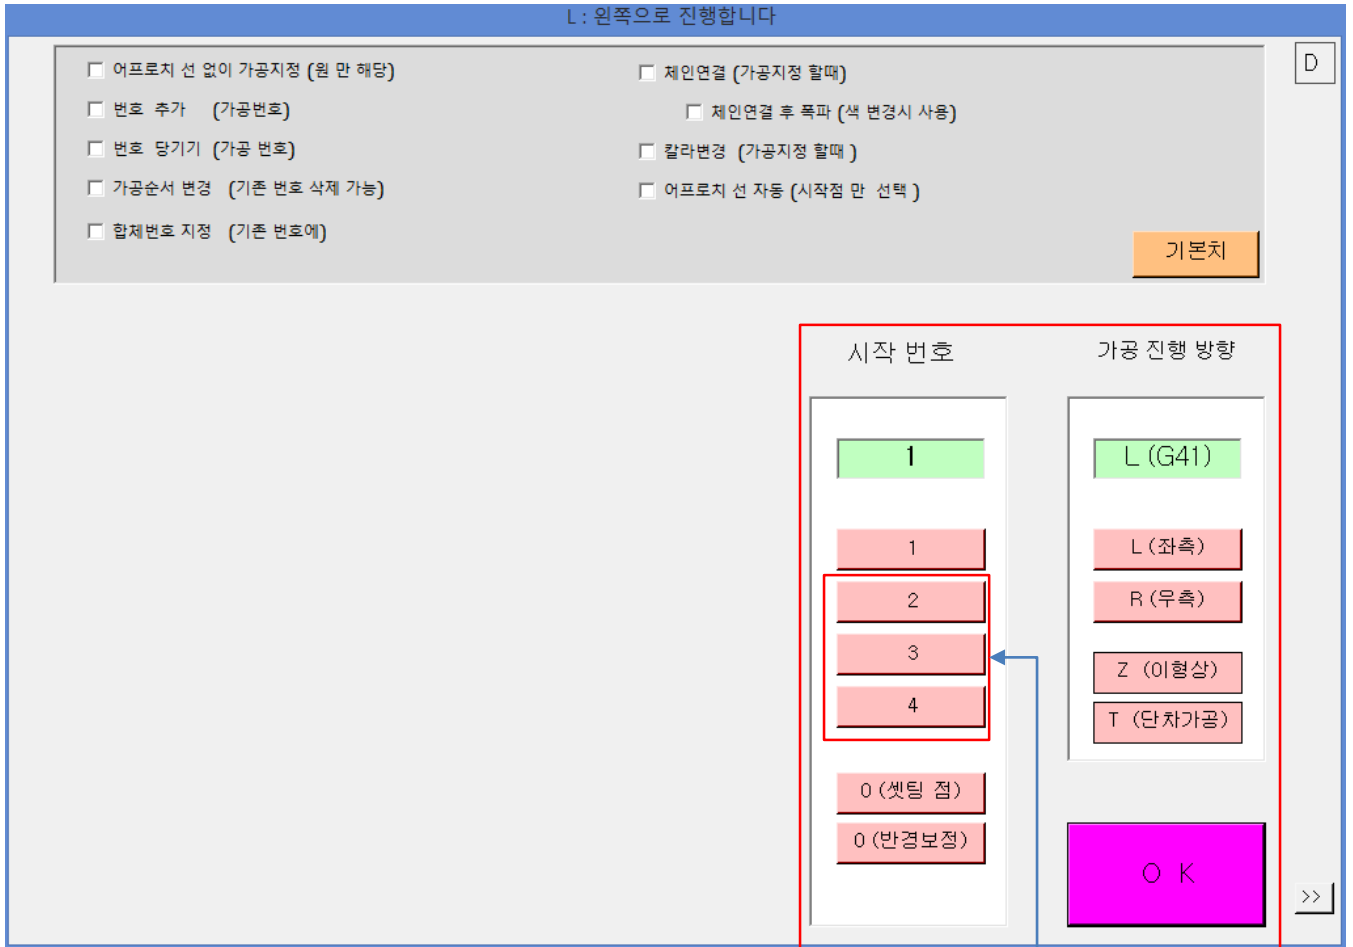 L : 왼쪽으로 진행합니다
D
어프로치 선 없이 가공지정 (원 만 해당)
번호 추가 (가공번호)
번호 당기기 (가공 번호)
가공순서 변경 (기존 번호 삭제 가능)
합체번호 지정 (기존 번호에)
체인연결 (가공지정 할때)
체인연결 후 폭파 (색 변경시 사용)
칼라변경 (가공지정 할때 )
어프로치 선 자동 (시작점 만 선택 )
기본치
시작 번호
1
1
2
3
4
0 (셋팅 점)
0 (반경보정)
가공 진행 방향
L (G41)
L (좌측)
R (우측)
Z (이형상)
T (단차가공)
O K
>>